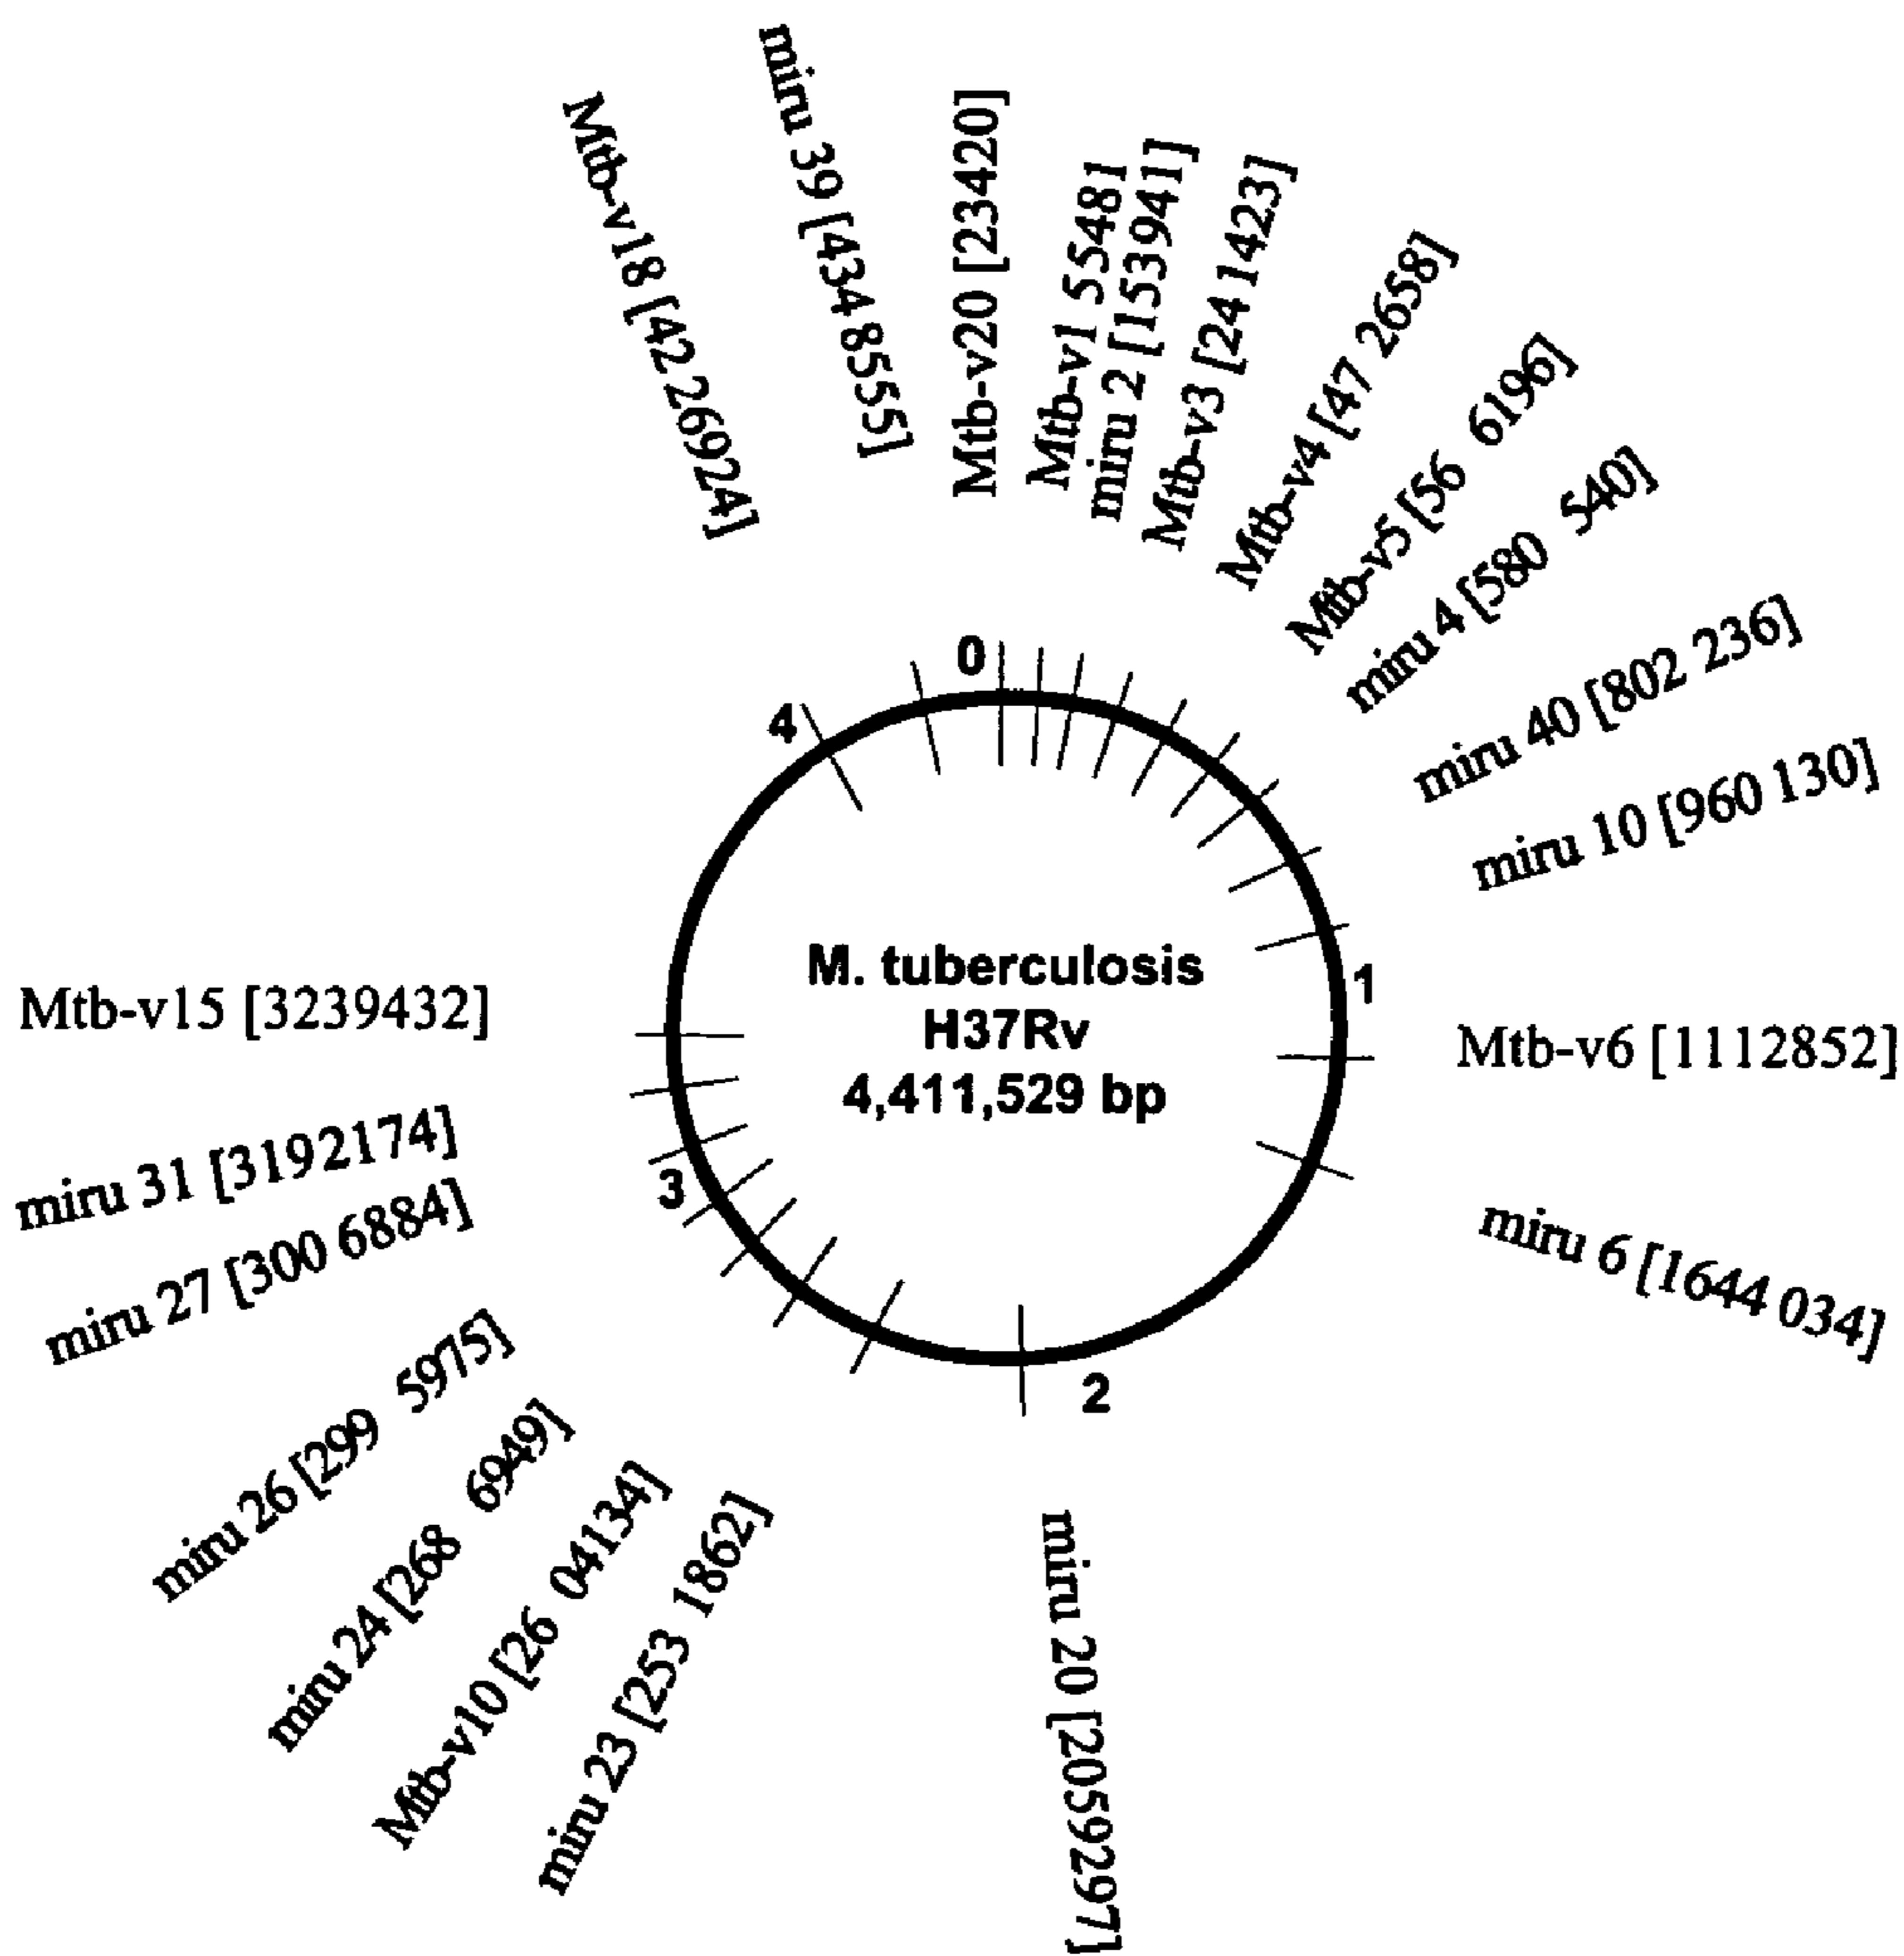 Mtb-v18 [42 26924]
miru 39 [434 8555]
Mtb-v20 [23420]
Mtb-v1 55481
miru 2 [153941]
Mtb-v3 [241423]
Mtb-v4 [47 2658]
Mtb-v5 [56 6196]
miru 4 [580 540]
miru 40 [802 236]
miru 10 [960 130]
Mtb-v6 [1112852]
miru 6 [1644 034]
miru 20 [2059297]
miru 23 [253 1862]
Mtb-v10 [26 04134]
miru 24 [268 6949]
miru 26 [299 5975]
miru 27 [300 6884]
miru 31 [3192174]
Mtb-v15 [3239432]
0
1
2
3
4
M. tuberculosis
H37Rv
4,411,529 bp